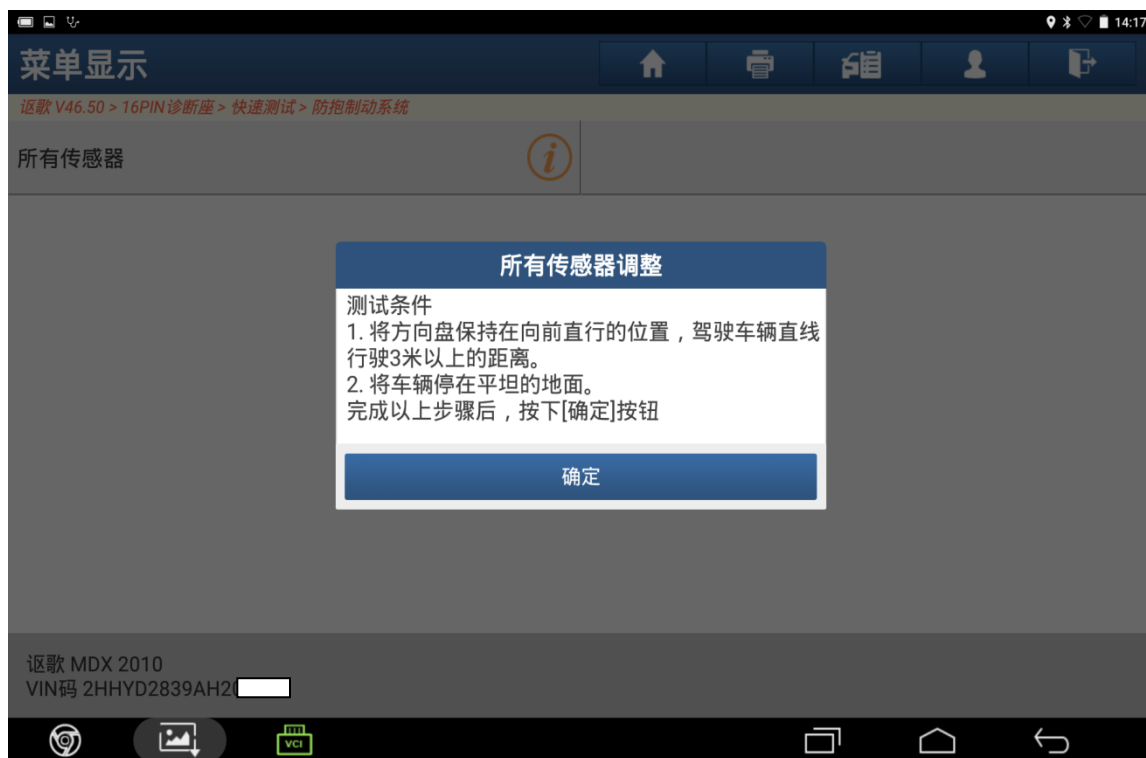 14:17
菜单显示
讴歌 V46.50 > 16PIN诊断座 > 快速测试 > 防抱制动系统
所有传感器
i
所有传感器调整
测试条件
1. 将方向盘保持在向前直行的位置，驾驶车辆直线
行驶3米以上的距离。
2. 将车辆停在平坦的地面。
完成以上步骤后，按下[确定]按钮
确定
讴歌 MDX 2010
VIN码 2HHYD2839AH2
VCI